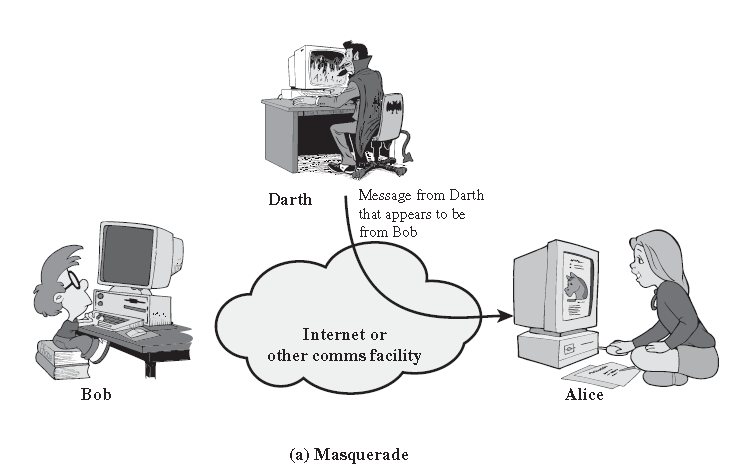 Darth
Message from Darth
that appears to be
from Bob
Internet or
other comms facility
Bob
Alice
(a) Masquerade